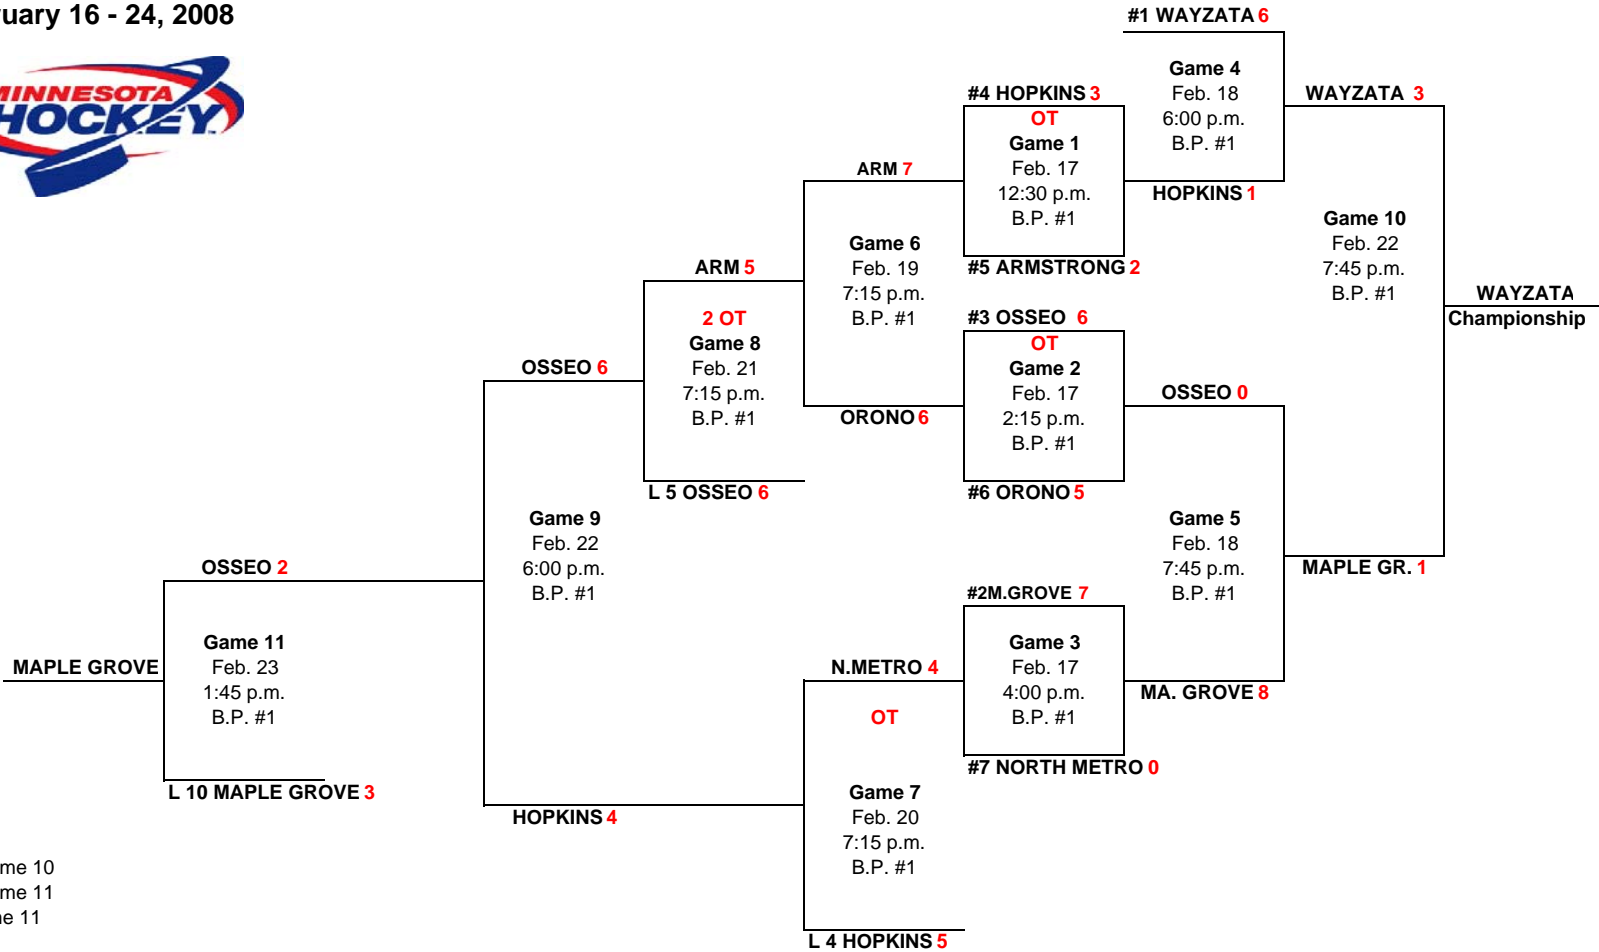 #1 WAYZATA 6
Game 4
Feb. 18
6:00 p.m.
B.P. #1
HOPKINS 1
16 - 24, 2008
MINNESOTA
HOCKEY
#4 HOPKINS 3
OT
Game 1
Feb. 17
12:30 p.m.
B.P. #1
#5 ARMSTRONG 2
WAYZATA 3
Game 10
Feb. 22
7:45 p.m.
B.P. #1
MAPLE GR. 1
WAYZATA
Championship
ARM 7
Game 6
Feb. 19
7:15 p.m.
B.P. #1
ORONO 6
#3 OSSEO 6
OT
Game 2
Feb. 17
2:15 p.m.
B.P. #1
#6 ORONO 5
ARM 5
2 OT
Game 8
Feb. 21
7:15 p.m.
B.P. #1
L 5 OSSEO 6
OSSEO 0
Game 5
Feb. 18
7:45 p.m.
B.P. #1
MA. GROVE 8
OSSEO 6
Game 9
Feb. 22
6:00 p.m.
B.P. #1
HOPKINS 4
#2M.GROVE 7
Game 3
Feb. 17
4:00 p.m.
B.P. #1
#7 NORTH METRO 0
OSSEO 2
Game 11
Feb. 23
1:45 p.m.
B.P. #1
L 10 MAPLE GROVE 3
MAPLE GROVE
N.METRO 4
OT
Game 7
Feb. 20
7:15 p.m.
B.P. #1
L 4 HOPKINS 5
10
11
11